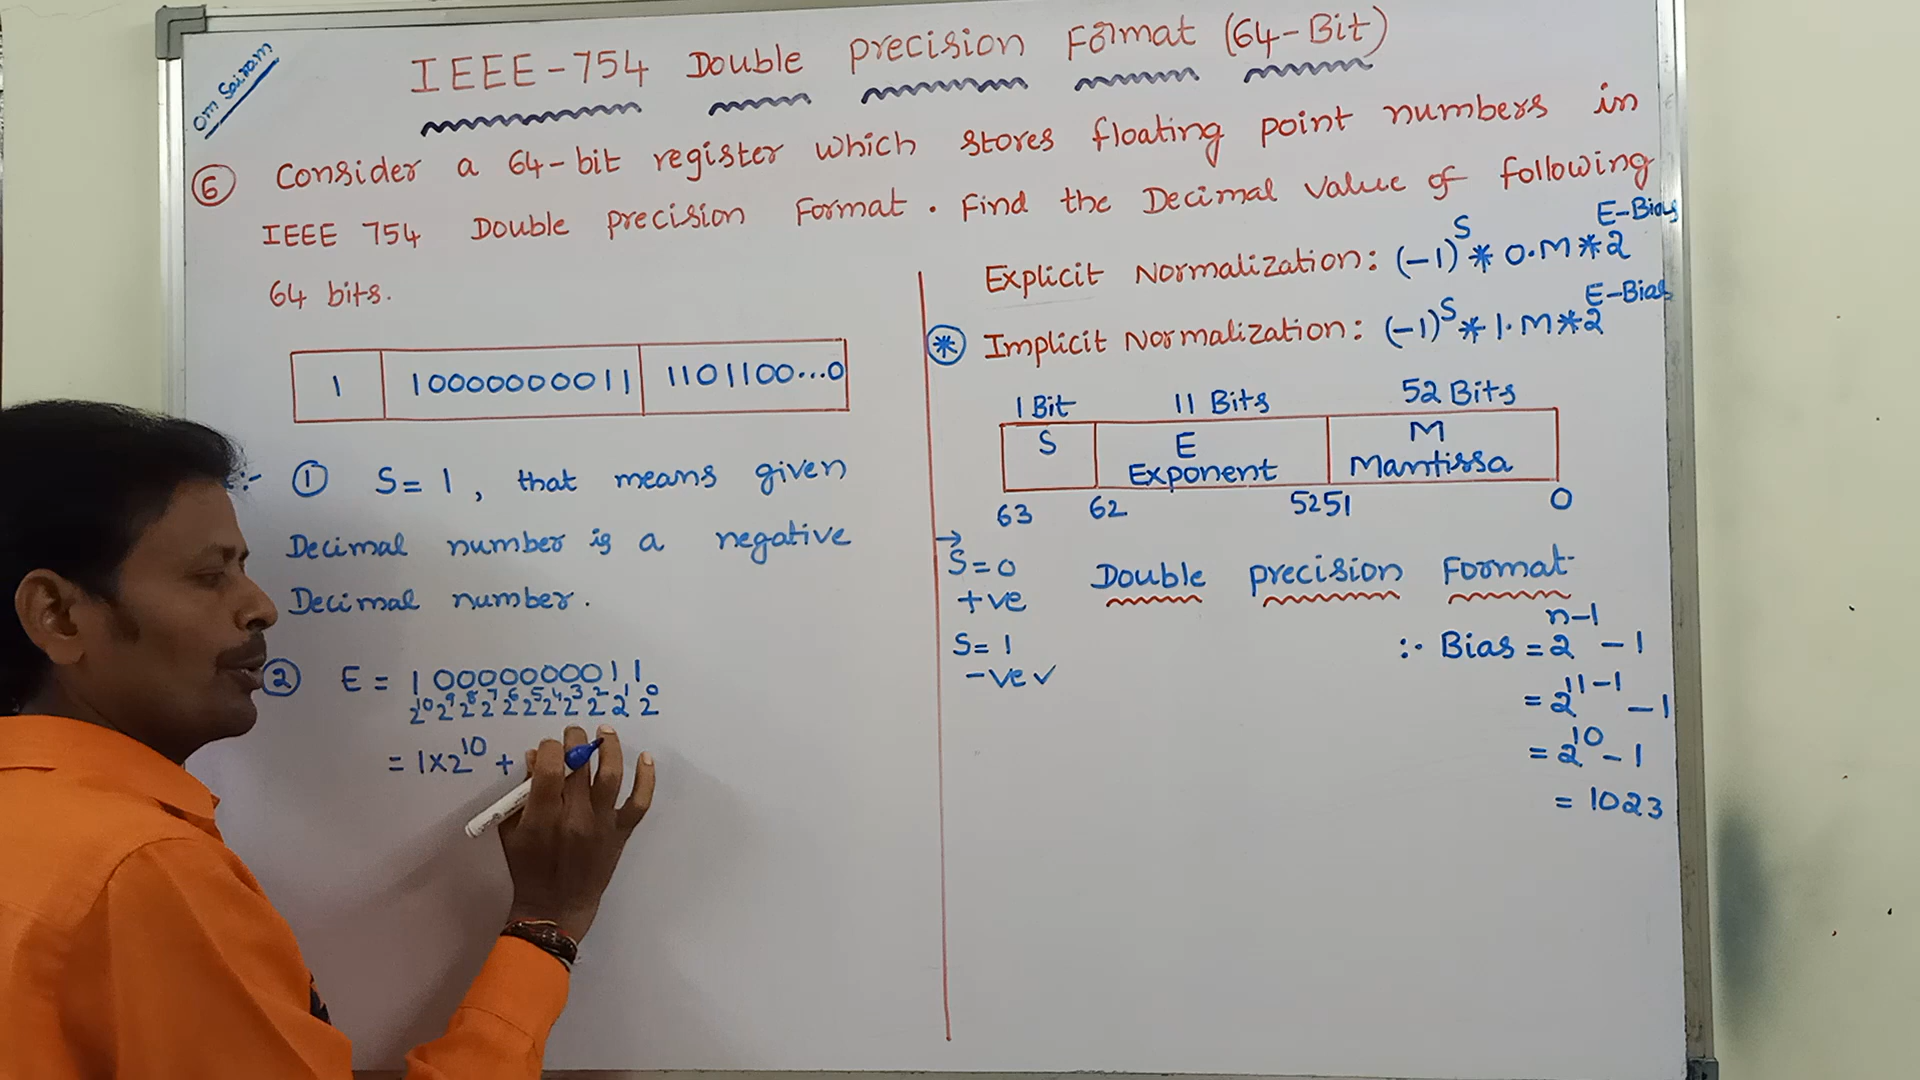 Om Sairam
IEEE-754 Double Precision Format (64-Bit)
6 Consider a 64-bit register which stores floating point numbers in
IEEE 754 Double precision Format. Find the Decimal value of following
64 bits.
1 10000000011 1101100...0
:- 1 S=1, that means given
Decimal number is a negative
Decimal number.
2 E = 10000000011
2^10 2^9 2^8 2^7 2^6 2^5 2^4 2^3 2^2 2^1 2^0
= 1×2^10 +
Explicit Normalization: (-1)^S * 0.M * 2^E-Bias
* Implicit Normalization: (-1)^S * 1.M * 2^E-Bias
1 Bit 11 Bits 52 Bits
S E M
Exponent Mantissa
63 62 52 51 0
→
S=0 Double precision Format
+ve
S=1
-ve ✓
:. Bias = 2^n-1 - 1
= 2^11-1 - 1
= 2^10 - 1
= 1023